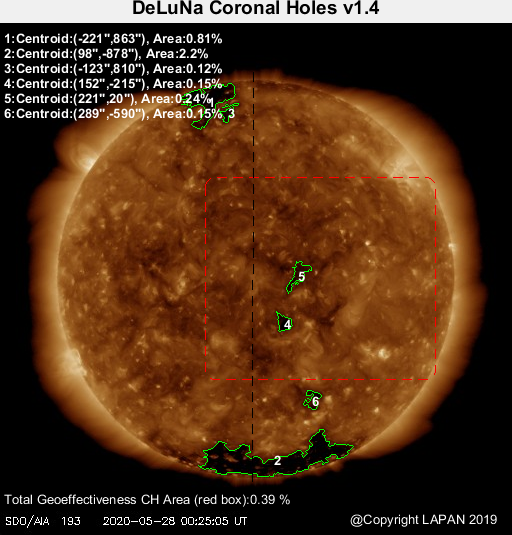 DeLuNa Coronal Holes v1.4
1:Centroid:(-221",863"), Area:0.81%
2:Centroid:(98",-878"), Area:2.2%
3:Centroid:(-123",810"), Area:0.12%
4:Centroid:(152",-215"), Area:0.15%
5:Centroid:(221",20"), Area:0.24%
6:Centroid:(289",-590"), Area:0.15%
1
3
5
4
6
2
Total Geoeffectiveness CH Area (red box):0.39 %
SDO/AIA 193 2020-05-28 00:25:05 UT
@Copyright LAPAN 2019